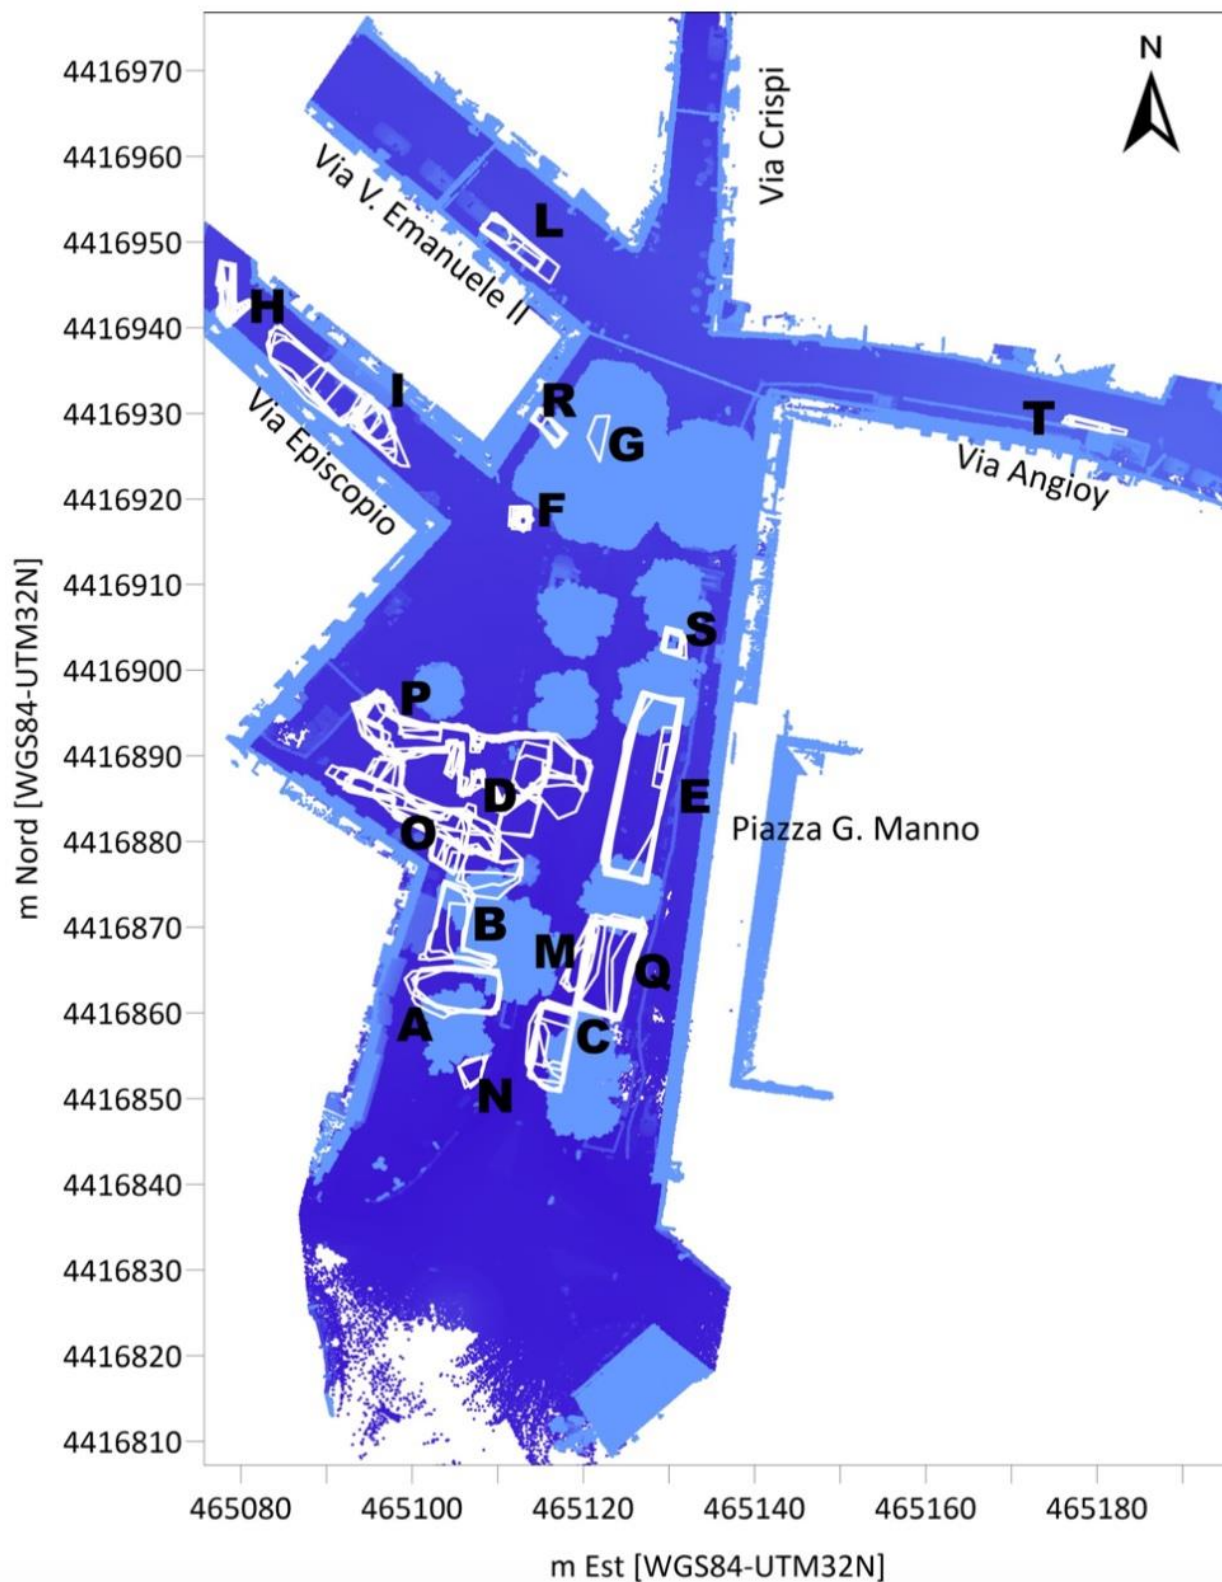 N
4416970
4416960
4416950
4416940
4416930
4416920
4416910
4416900
4416890
4416880
4416870
4416860
4416850
4416840
4416830
4416820
4416810
m Nord [WGS84-UTM32N]
Via Crispi
Via V. Emanuele II
L
H
I
Via Episcopio
R
G
T
Via Angioy
F
S
P
D
E
O
Piazza G. Manno
B
M
Q
A
C
N
465080
465100
465120
465140
465160
465180
m Est [WGS84-UTM32N]